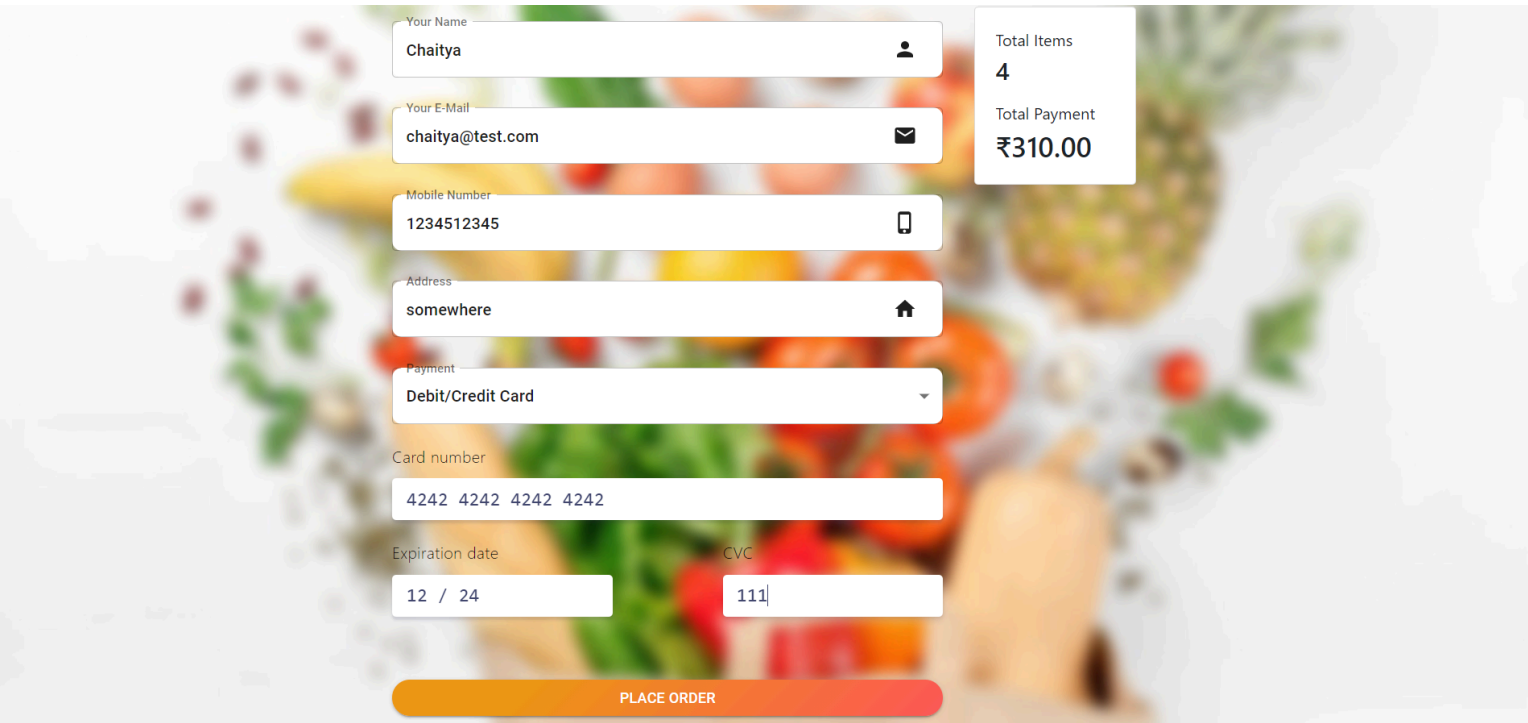 Your Name
Chaitya
Your E-Mail
chaitya@test.com
Mobile Number
1234512345
Address
somewhere
Payment
Debit/Credit Card
Card number
4242 4242 4242 4242
Expiration date
12 / 24
CVC
111
PLACE ORDER
Total Items
4
Total Payment
₹310.00